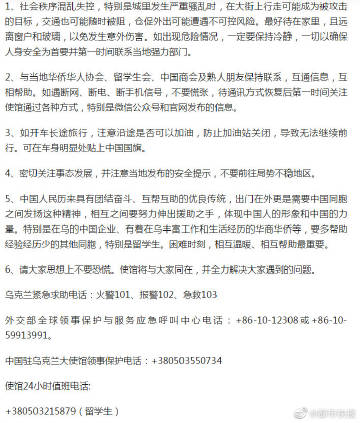 1、社会秩序混乱失控，特别是城里发生严重骚乱时，在大街上行走可能成为被攻击
的目标，交通也可能随时被阻，仓促外出可能遭遇不可控风险。最好待在家里，且远
离窗户和玻璃，以免发生意外伤害。如出现危险情况，一定要保持冷静，一切以确保
人身安全为首要并第一时间联系当地强力部门。
2、与当地华侨华人协会、留学生会、中国商会及熟人朋友保持联系，互通信息，互
相帮助。如遇断网、断电、断手机信号，不要慌张，待通讯方式恢复后第一时间关注
使馆通过各种方式，特别是微信公众号和官网发布的信息。
3、如开车长途旅行，注意沿途是否可以加油，防止加油站关闭，导致无法继续前
行。可在车身明显处贴上中国国旗。
4、密切关注事态发展，并注意当地发布的安全提示，不要前往局势不稳地区。
5、中国人民历来具有团结奋斗、互帮互助的优良传统，出门在外更是需要中国同胞
之间发扬这种精神，相互之间要努力伸出援助之手，体现中国人的形象和中国的力
量。特别是在乌的中国企业、有着在乌丰富工作和生活经历的华商华侨等，要多帮助
经验经历少的其他同胞，特别是留学生。困难时刻，相互温暖、相互帮助最重要。
6、请大家思想上不要恐慌。使馆将与大家同在，并全力解决大家遇到的问题。
乌克兰紧急求助电话：火警101、报警102、急救103
外交部全球领事保护与服务应急呼叫中心电话：+86-10-12308或+86-10-
59913991。
中国驻乌克兰大使馆领事保护电话：+380503550734
使馆24小时值班电话:
+380503215879（留学生）
@都市快报